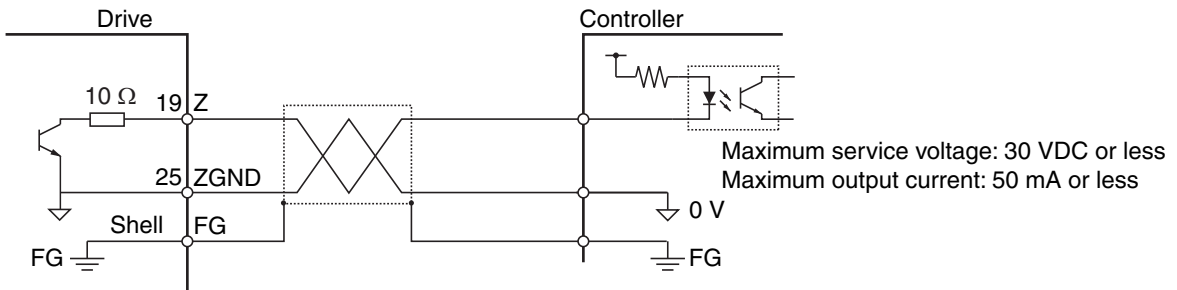 Drive
Controller
10 Ω
19 Z
25 ZGND
Maximum service voltage: 30 VDC or less
Maximum output current: 50 mA or less
0 V
Shell FG
FG
FG